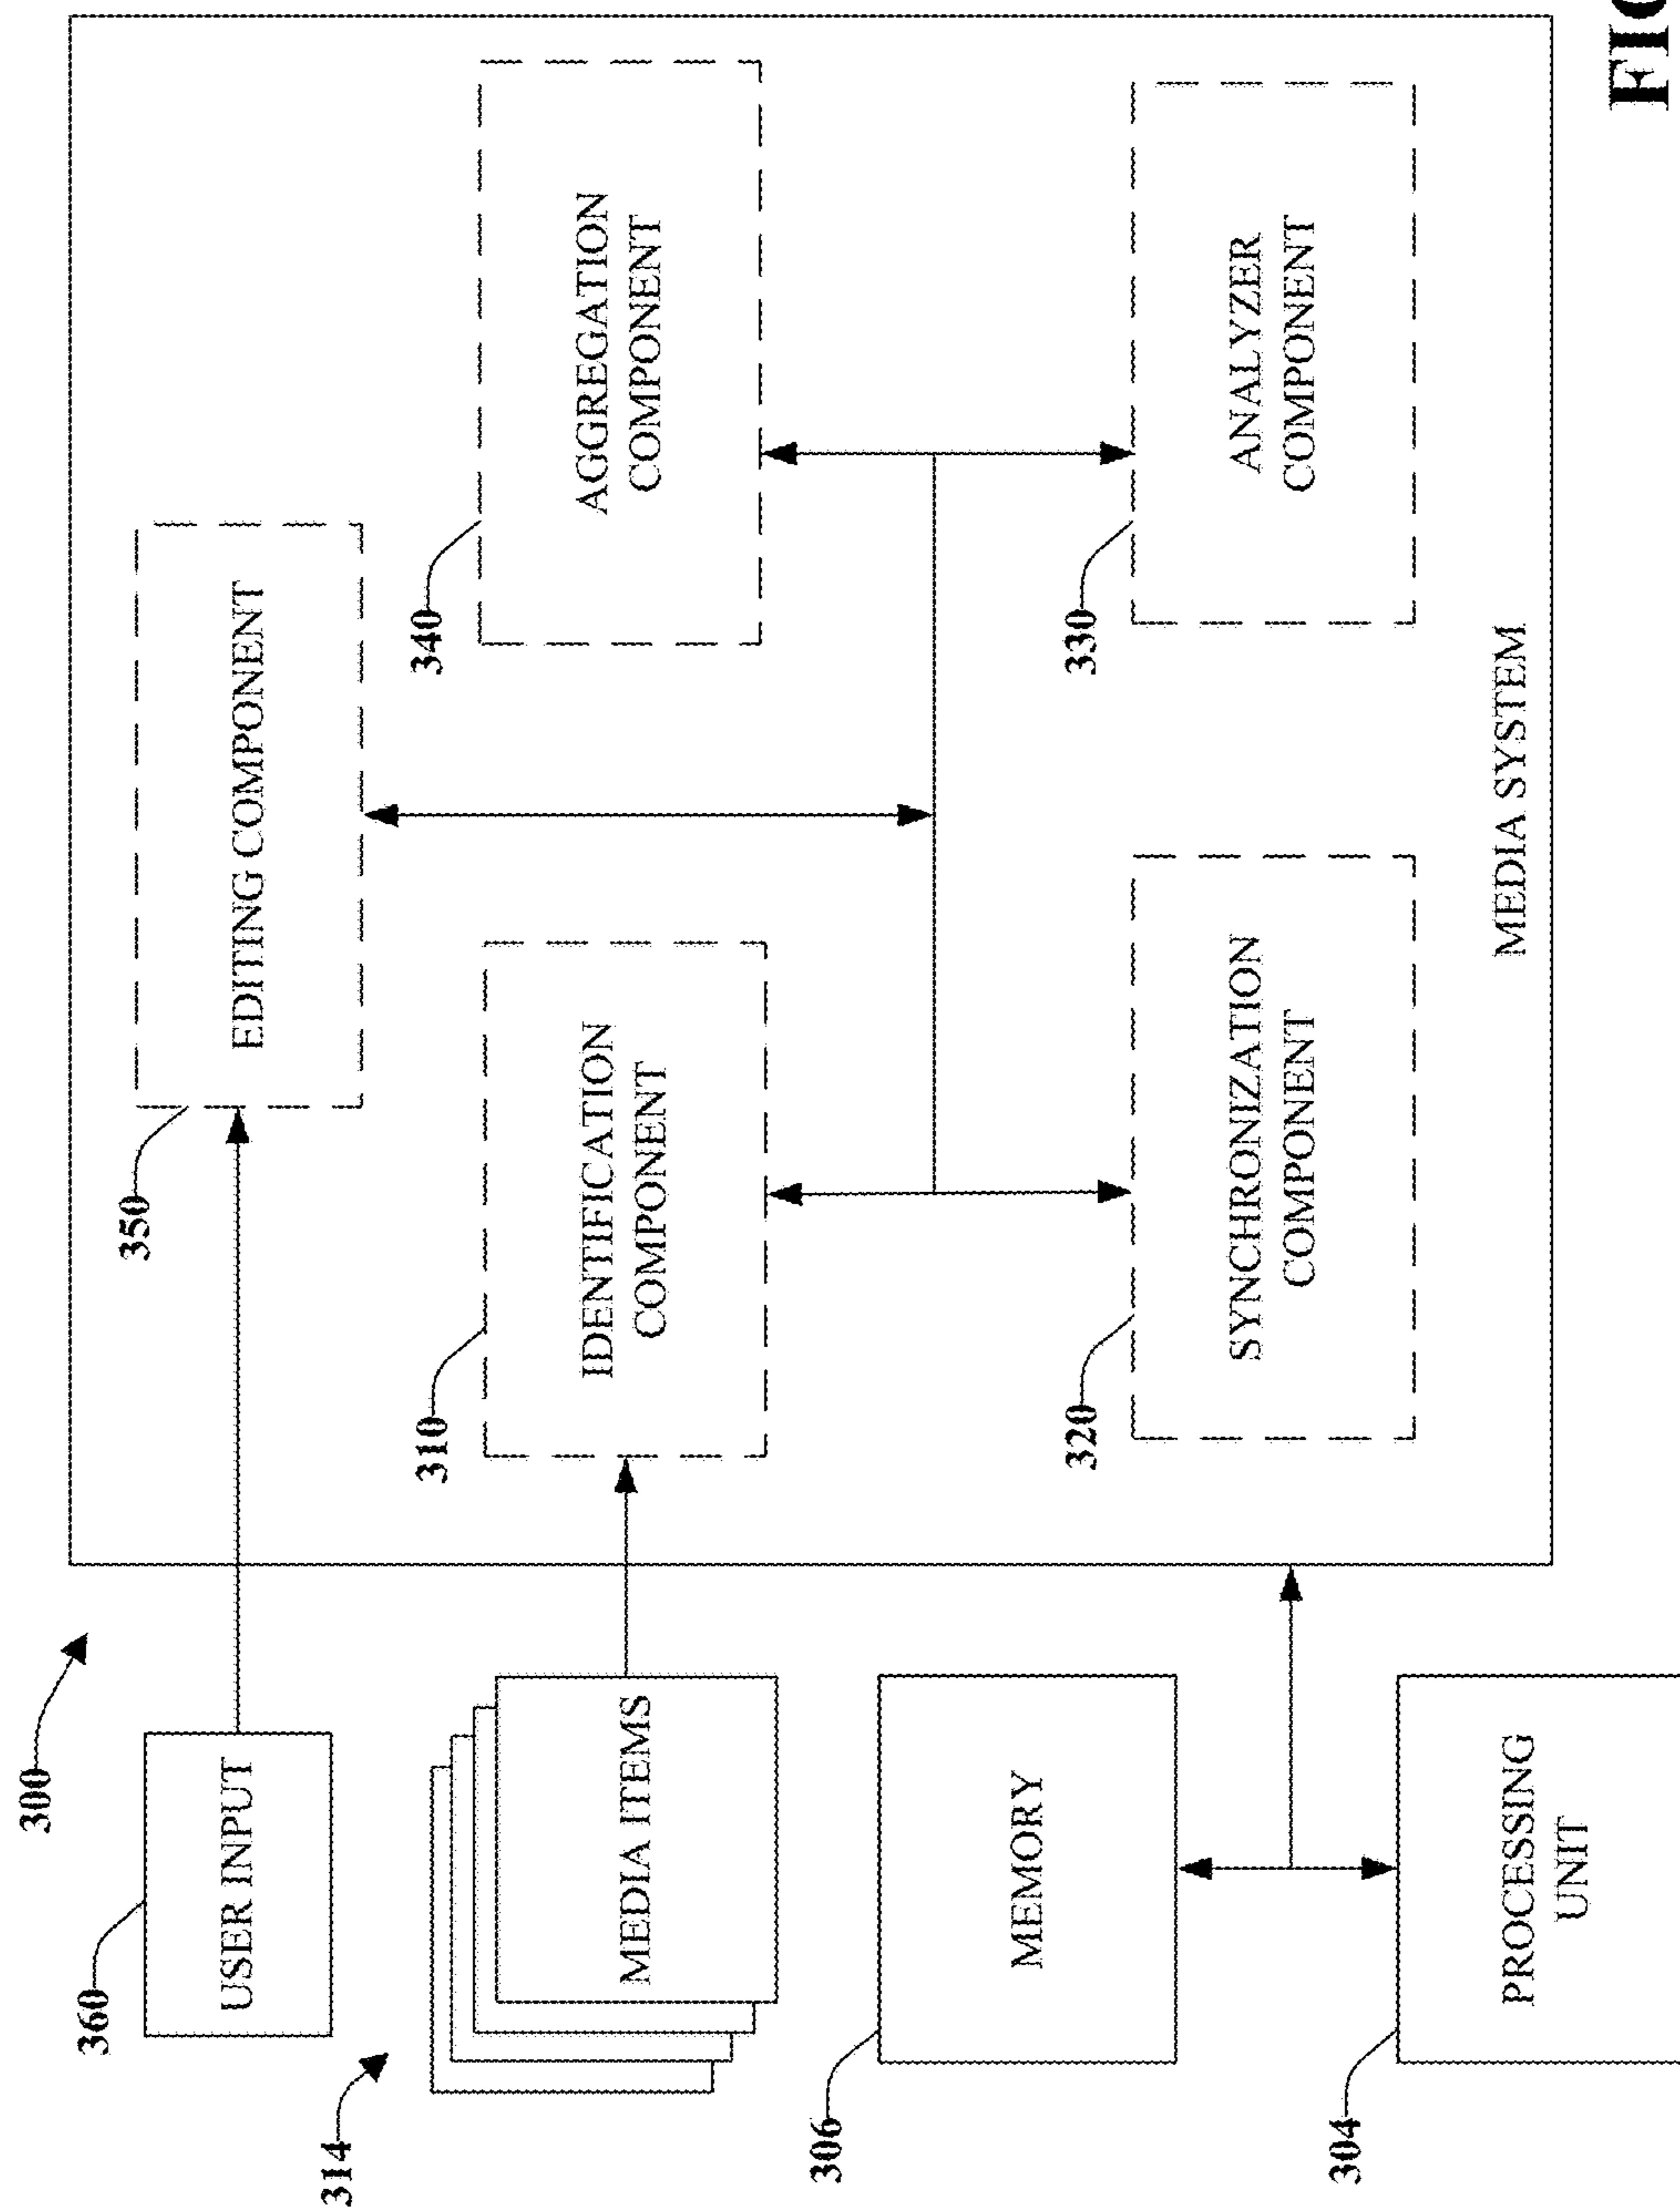 300
360
350
USER INPUT
EDITING COMPONENT
314
310
340
MEDIA ITEMS
IDENTIFICATION
COMPONENT
AGGREGATION
COMPONENT
306
MEMORY
320
330
SYNCHRONIZATION
COMPONENT
ANALYZER
COMPONENT
304
PROCESSING
UNIT
MEDIA SYSTEM